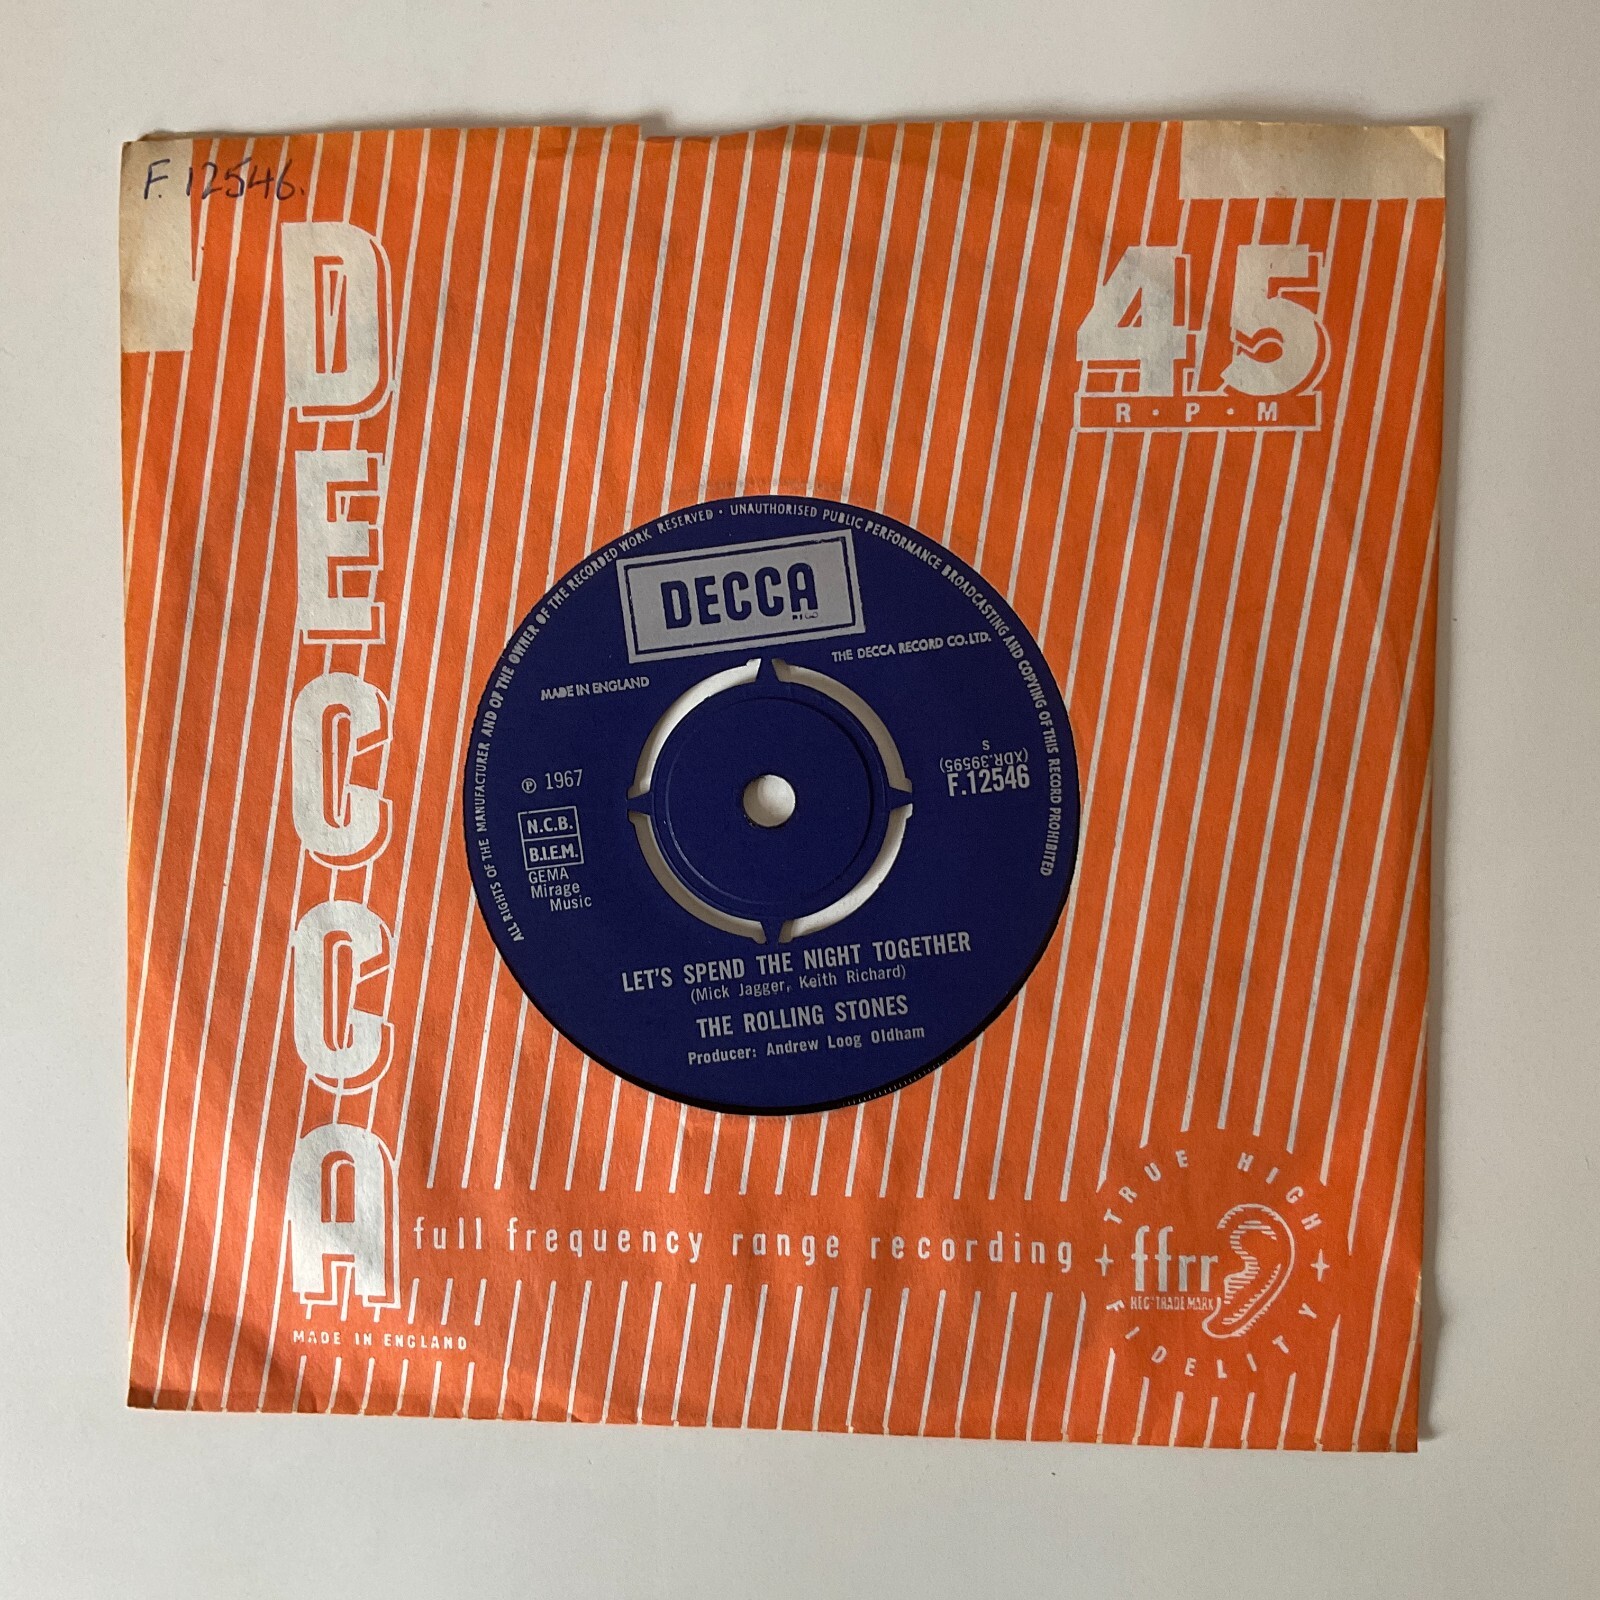 F. 12546.
DECCA
45
R·P·M
ALL RIGHTS OF THE MANUFACTURER AND OF THE OWNER OF THE RECORDED WORK RESERVED · UNAUTHORISED PUBLIC PERFORMANCE BROADCASTING AND COPYING OF THIS RECORD PROHIBITED
DECCA
THE DECCA RECORD CO. LTD.
MADE IN ENGLAND
℗ 1967
S
(XDR.39595)
F.12546
N.C.B.
B.I.E.M.
GEMA
Mirage
Music
LET'S SPEND THE NIGHT TOGETHER
(Mick Jagger, Keith Richard)
THE ROLLING STONES
Producer: Andrew Loog Oldham
full frequency range recording
TRUE HIGH FIDELITY
ffrr
REG. TRADE MARK
MADE IN ENGLAND